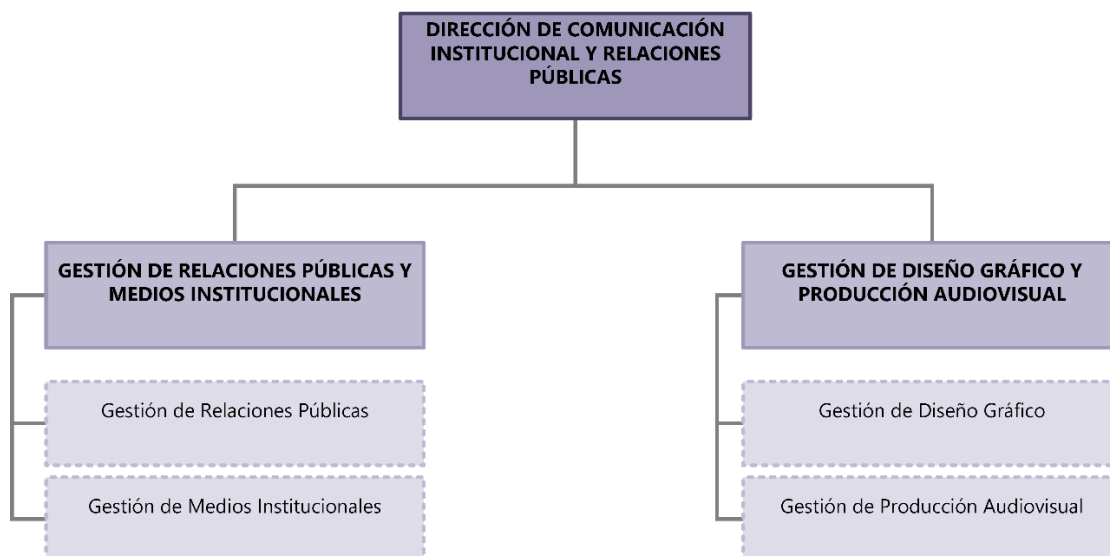 DIRECCIÓN DE COMUNICACIÓN
INSTITUCIONAL Y RELACIONES
PÚBLICAS
GESTIÓN DE RELACIONES PÚBLICAS Y
MEDIOS INSTITUCIONALES
Gestión de Relaciones Públicas
Gestión de Medios Institucionales
GESTIÓN DE DISEÑO GRÁFICO Y
PRODUCCIÓN AUDIOVISUAL
Gestión de Diseño Gráfico
Gestión de Producción Audiovisual